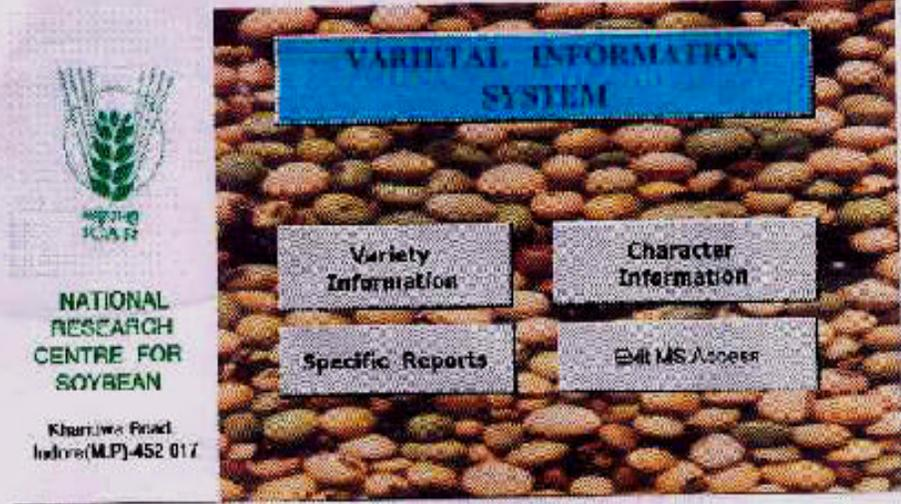 ICAR
NATIONAL
RESEARCH
CENTRE FOR
SOYBEAN
Road
Indore(M.P)-452 017
VARIETAL INFORMATION
SYSTEM
Variety
Information
Character
Information
Specific Reports
Exit MS Access